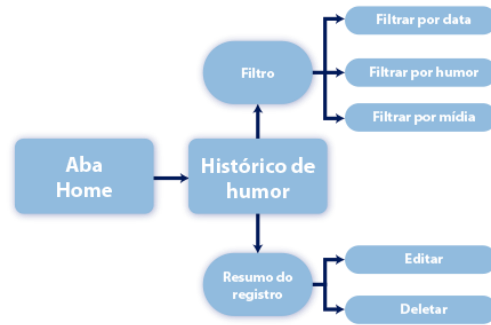 Filtrar por data
Filtro
Filtrar por humor
Filtrar por mídia
Aba
Home
Histórico de
humor
Resumo do
registro
Editar
Deletar